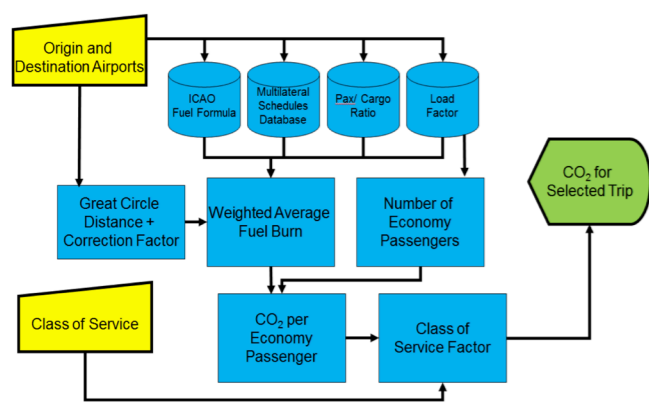 Origin and
Destination Airports
ICAO
Fuel Formula
Multilateral
Schedules
Database
Pax/ Cargo
Ratio
Load
Factor
CO₂ for
Selected Trip
Great Circle
Distance +
Correction Factor
Weighted Average
Fuel Burn
Number of
Economy
Passengers
Class of Service
CO₂ per
Economy
Passenger
Class of
Service Factor